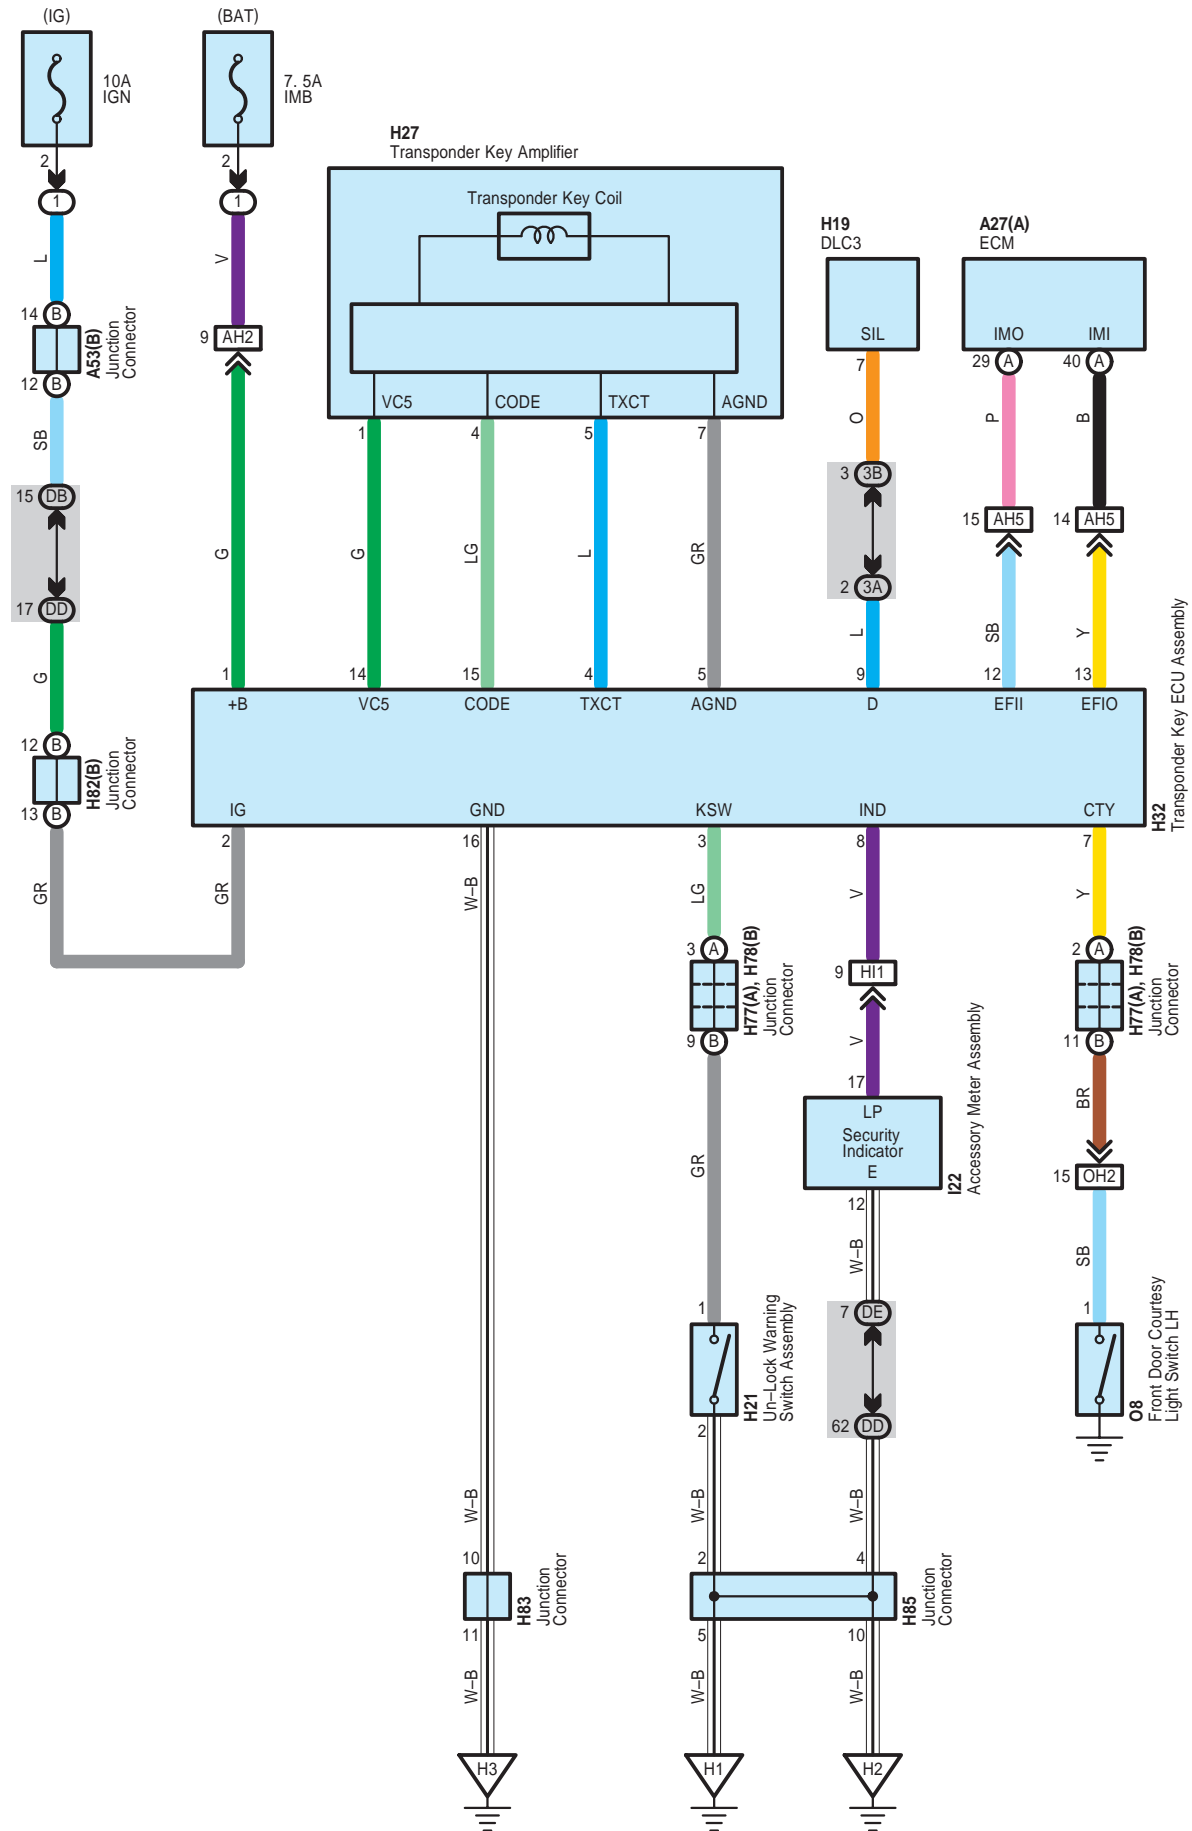 (IG)
(BAT)
10A
IGN
7. 5A
IMB
2
2
1
1
H27
Transponder Key Amplifier
Transponder Key Coil
H19
DLC3
A27(A)
ECM
L
V
SIL
IMO
IMI
14 B
A53(B)
Junction
Connector
9 AH2
7
29 A
40 A
12 B
VC5
CODE
TXCT
AGND
1
4
5
7
O
P
B
SB
3 3B
15 DB
15 AH5
14 AH5
G
G
LG
L
GR
2 3A
17 DD
L
SB
Y
G
1
14
15
4
5
9
12
13
+B
VC5
CODE
TXCT
AGND
D
EFII
EFIO
H32
Transponder Key ECU Assembly
12 B
H82(B)
Junction
Connector
13 B
IG
GND
KSW
IND
CTY
2
16
3
8
7
GR
GR
W–B
LG
V
Y
3 A
H77(A), H78(B)
Junction
Connector
9 B
9 HI1
2 A
H77(A), H78(B)
Junction
Connector
11 B
V
17
BR
LP
Security
Indicator
E
I22
Accessory Meter Assembly
GR
15 OH2
12
W–B
SB
1
7 DE
1
H21
Un–Lock Warning
Switch Assembly
O8
Front Door Courtesy
Light Switch LH
2
62 DD
W–B
W–B
W–B
10
2
4
H83
Junction
Connector
H85
Junction
Connector
11
5
10
W–B
W–B
W–B
H3
H1
H2